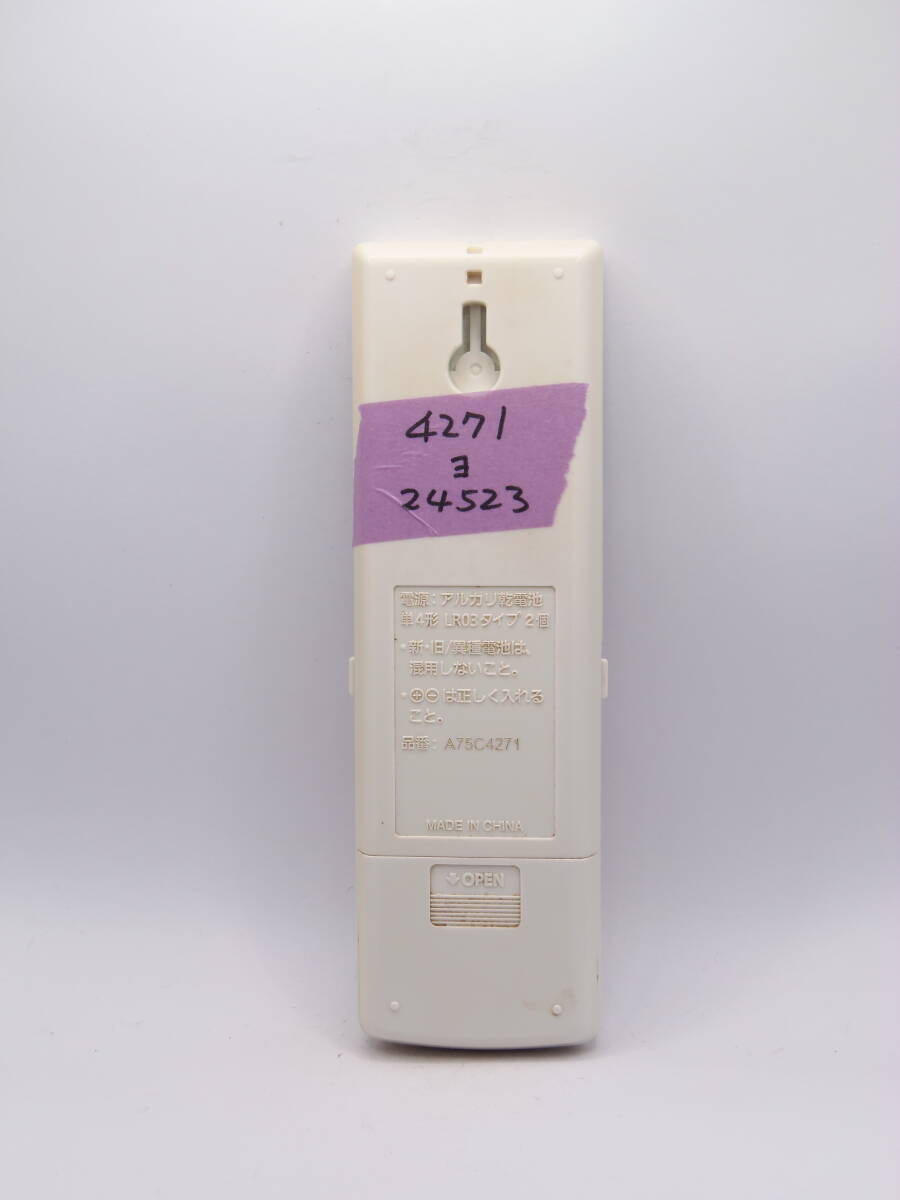 4271
ヨ
24523
電源：アルカリ乾電池
単4形 LR03タイプ 2個
・新・旧/異種電池は、
混用しないこと。
・⊕⊖は正しく入れる
こと。
品番： A75C4271
MADE IN CHINA
OPEN